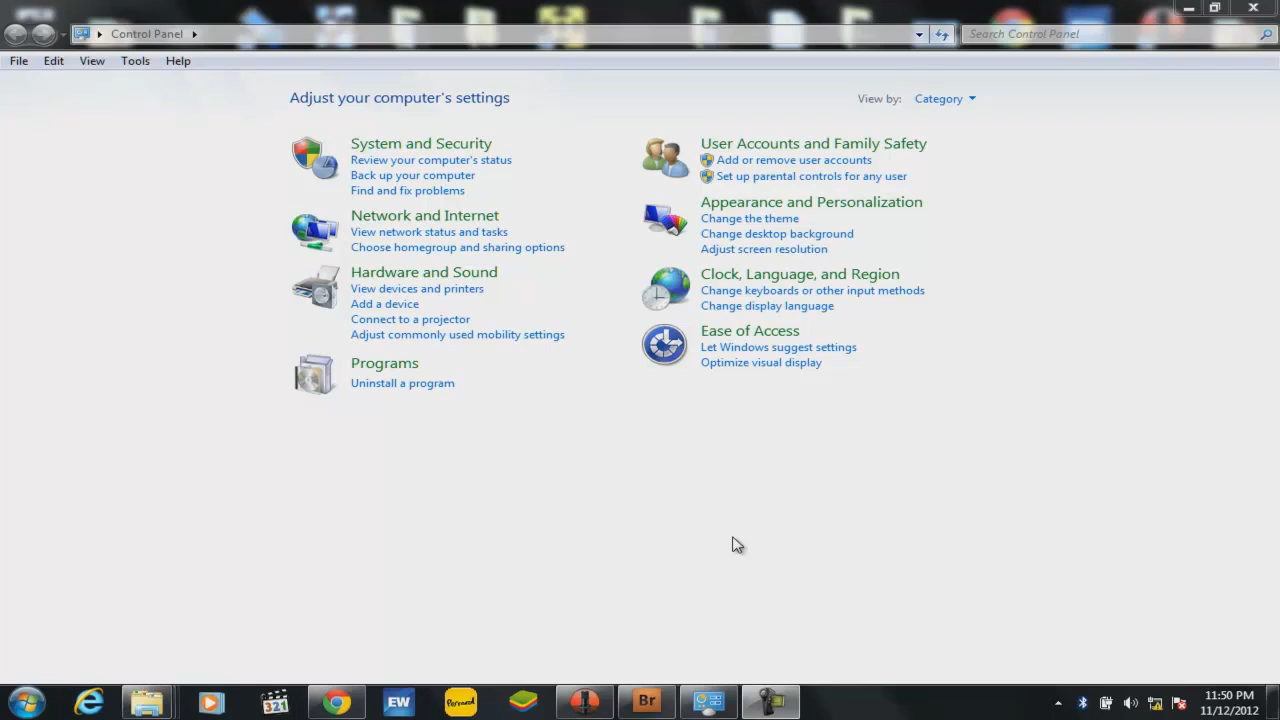 Control Panel
Search Control Panel
File Edit View Tools Help
Adjust your computer's settings
View by: Category
System and Security
Review your computer's status
Back up your computer
Find and fix problems
Network and Internet
View network status and tasks
Choose homegroup and sharing options
Hardware and Sound
View devices and printers
Add a device
Connect to a projector
Adjust commonly used mobility settings
Programs
Uninstall a program
User Accounts and Family Safety
Add or remove user accounts
Set up parental controls for any user
Appearance and Personalization
Change the theme
Change desktop background
Adjust screen resolution
Clock, Language, and Region
Change keyboards or other input methods
Change display language
Ease of Access
Let Windows suggest settings
Optimize visual display
321
EW
Br
11:50 PM
11/12/2012